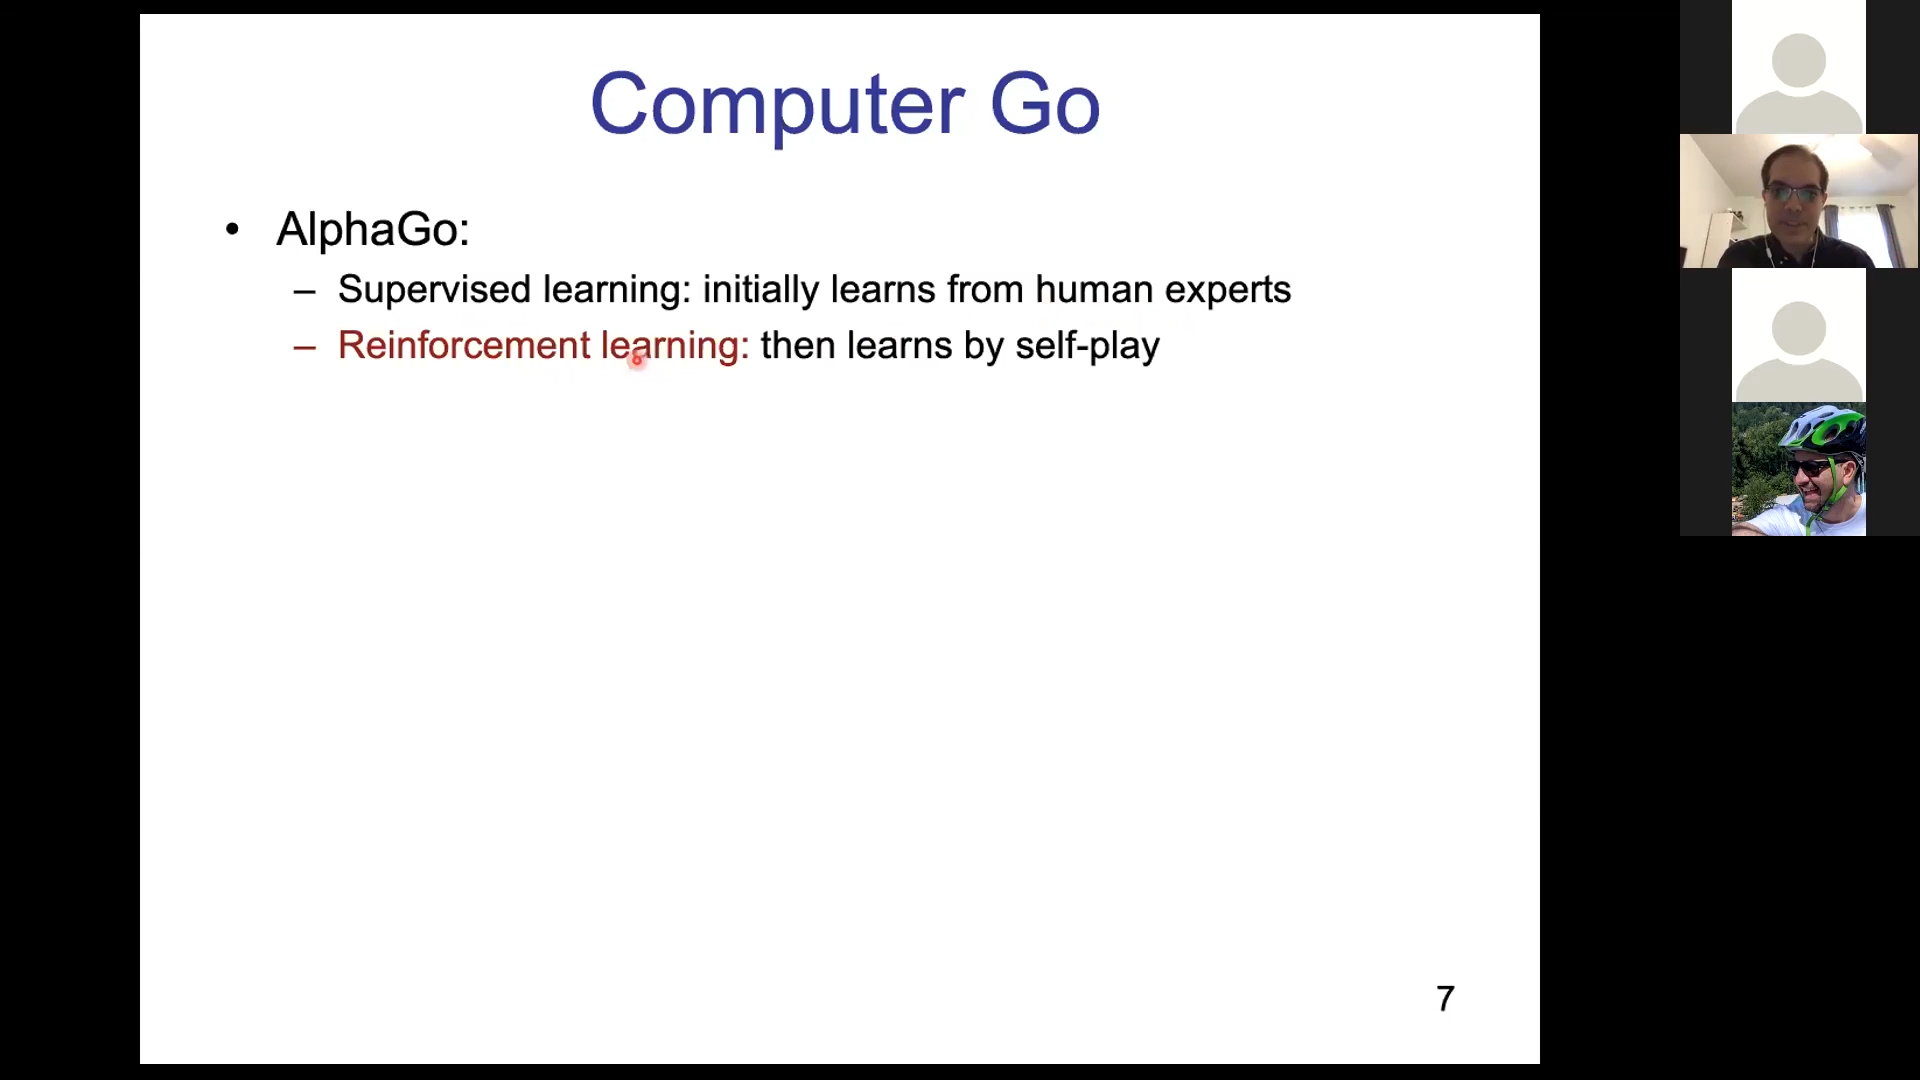 Computer Go
• AlphaGo:
– Supervised learning: initially learns from human experts
– Reinforcement learning: then learns by self-play
7